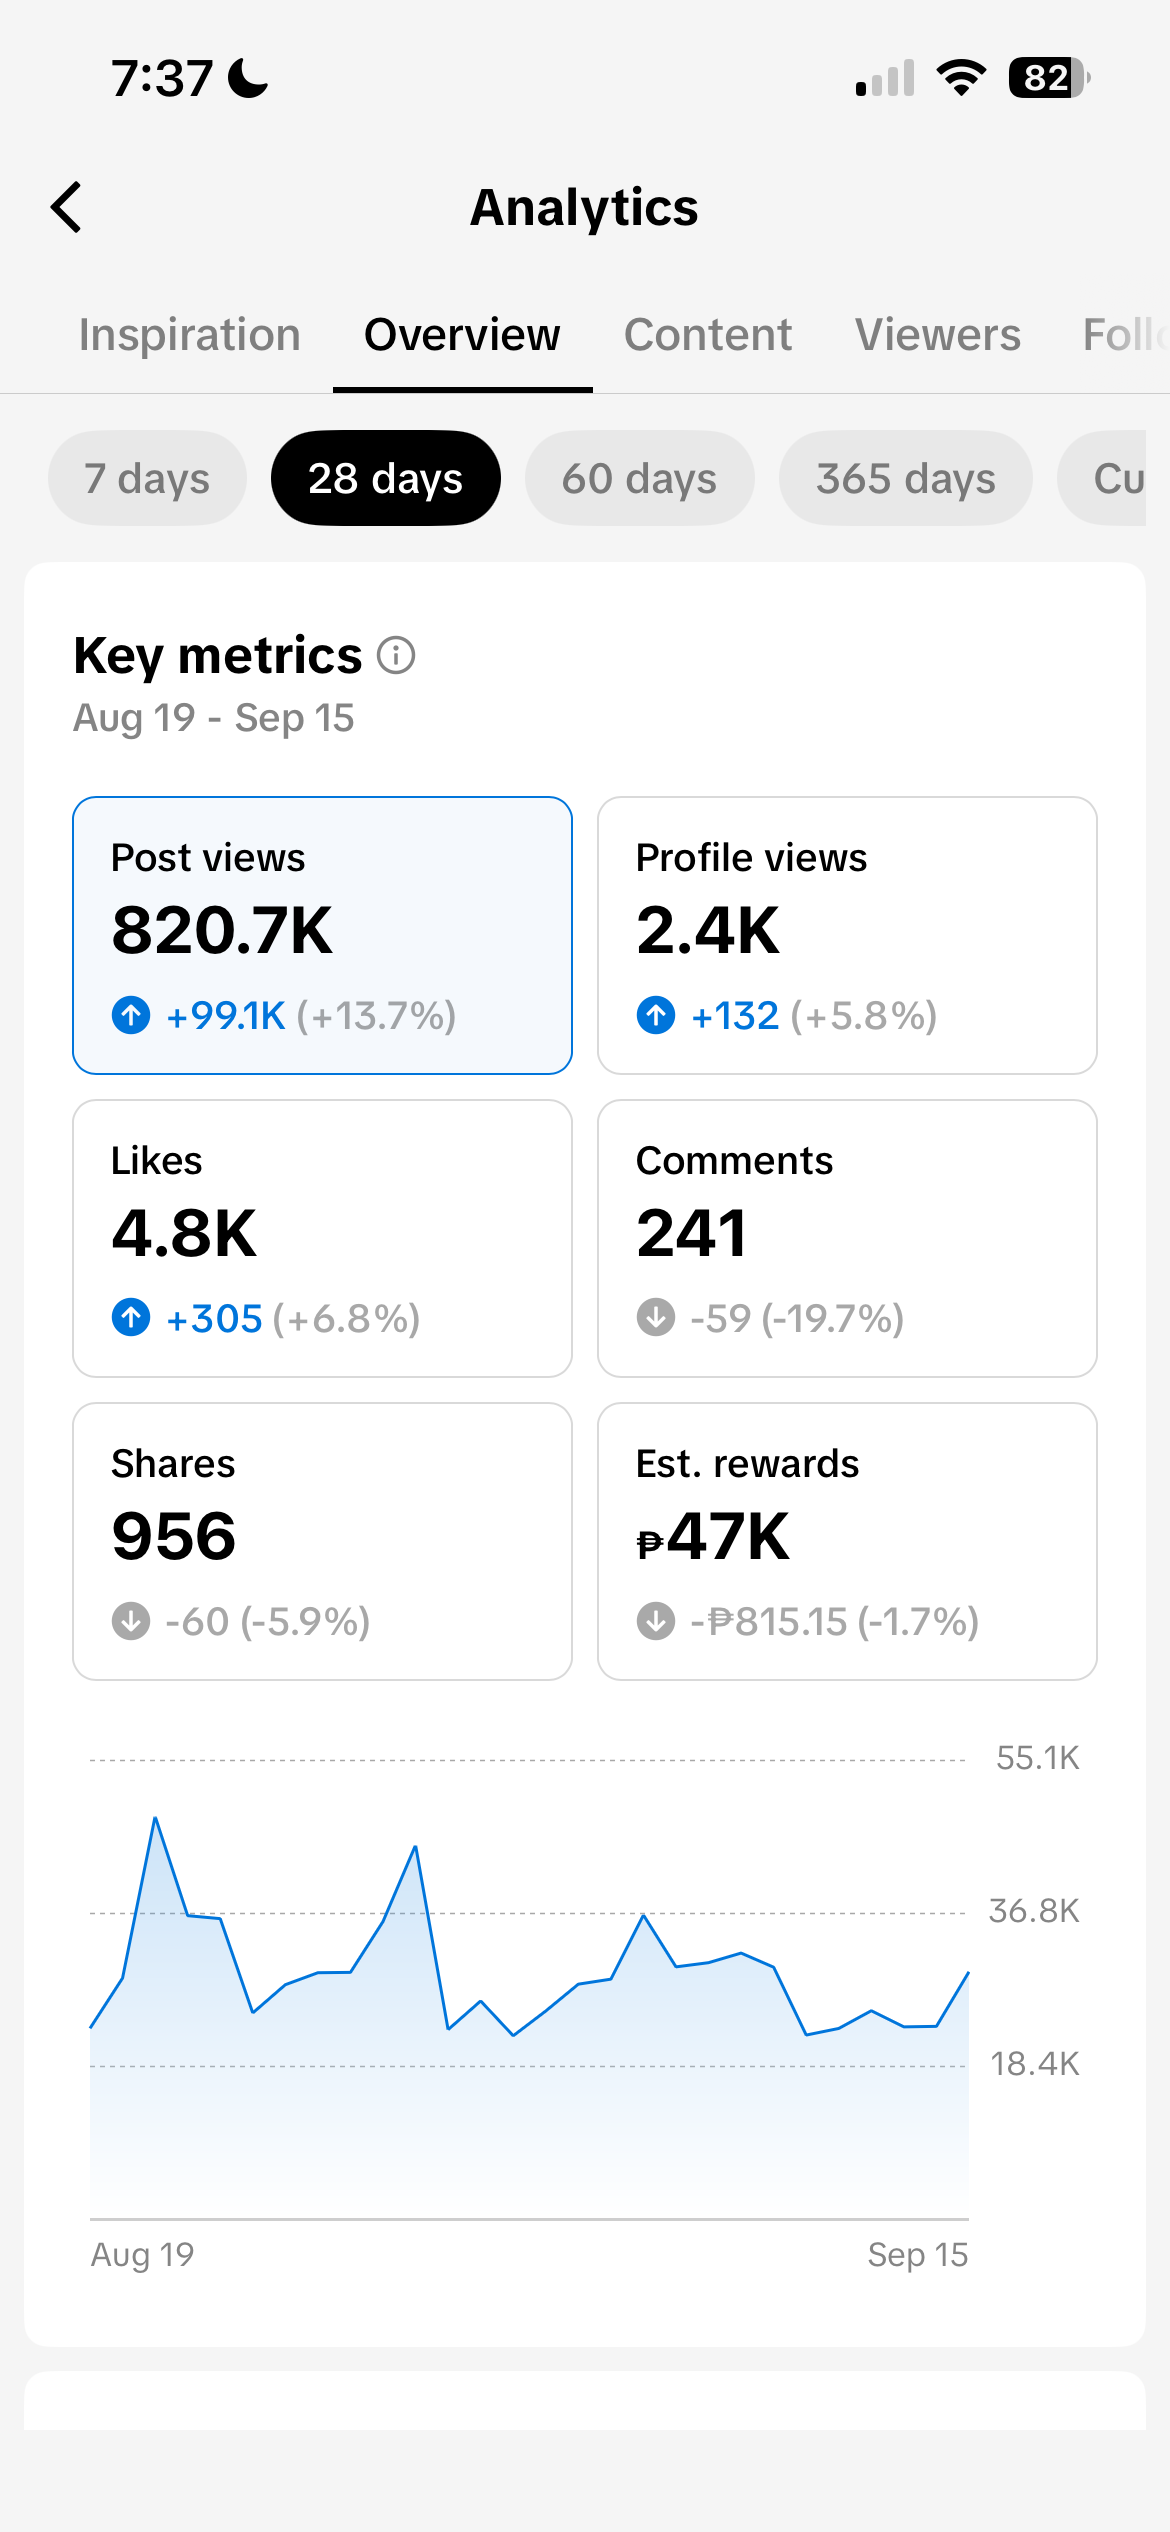 7:37
82
Analytics
Inspiration Overview Content Viewers Follo
7 days 28 days 60 days 365 days Cu
Key metrics
Aug 19 - Sep 15
Post views
820.7K
+99.1K (+13.7%)
Profile views
2.4K
+132 (+5.8%)
Likes
4.8K
+305 (+6.8%)
Comments
241
-59 (-19.7%)
Shares
956
-60 (-5.9%)
Est. rewards
₱47K
-₱815.15 (-1.7%)
55.1K
36.8K
18.4K
Aug 19 Sep 15